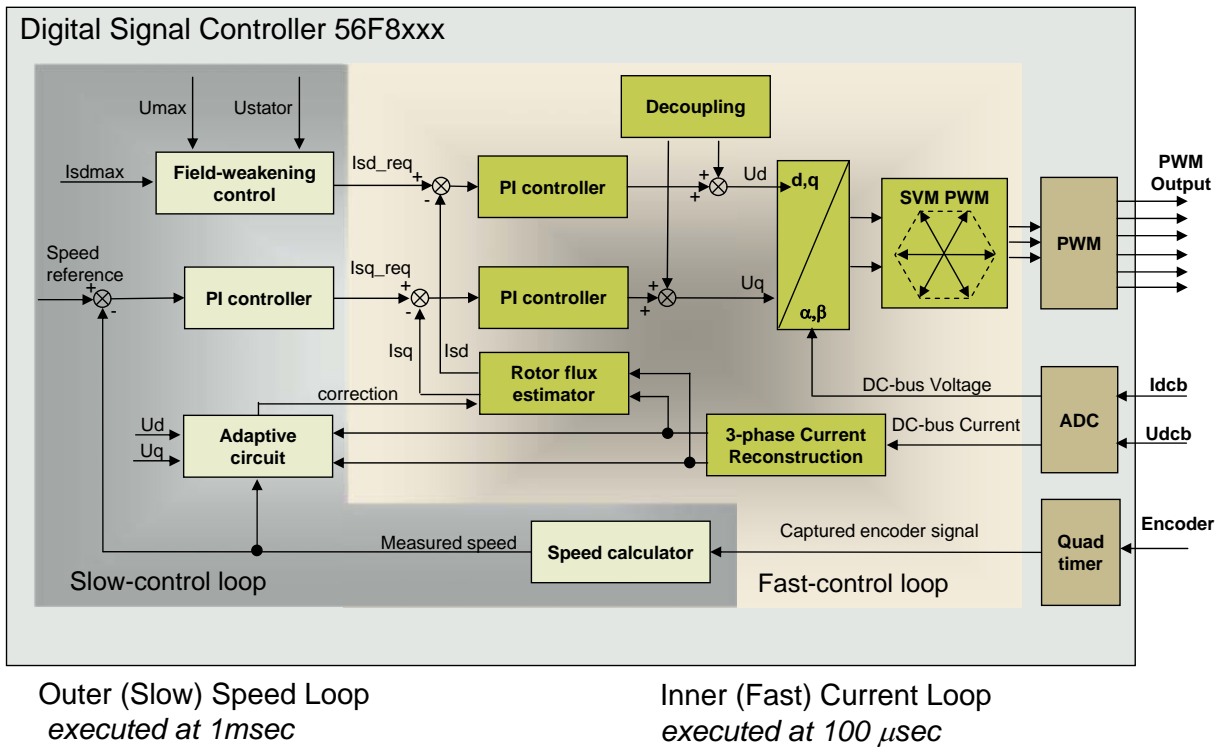 Digital Signal Controller 56F8xxx
Umax
Ustator
Isdmax
Field-weakening
control
Isd_req
+
-
PI controller
Decoupling
+
+
Ud
d,q
α,β
SVM PWM
PWM
PWM
Output
Speed
reference
+
-
PI controller
Isq_req
+
-
PI controller
+
+
Uq
Isq
Isd
Rotor flux
estimator
correction
Ud
Uq
Adaptive
circuit
3-phase Current
Reconstruction
DC-bus Voltage
DC-bus Current
ADC
Idcb
Udcb
Measured speed
Speed calculator
Captured encoder signal
Quad
timer
Encoder
Slow-control loop
Fast-control loop
Outer (Slow) Speed Loop
executed at 1msec
Inner (Fast) Current Loop
executed at 100 μsec